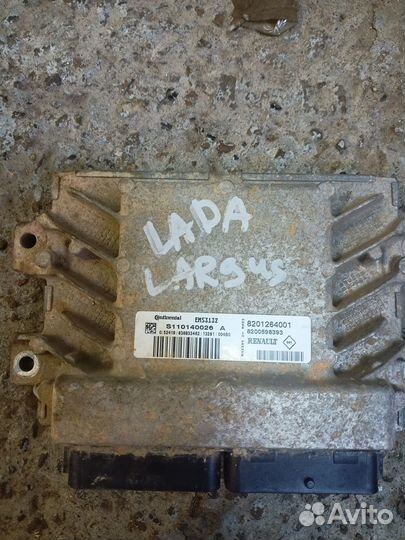 LADA
LARgus
Continental EMS3132
S110140026 A
8201264001
8200598393
RENAULT
Avito